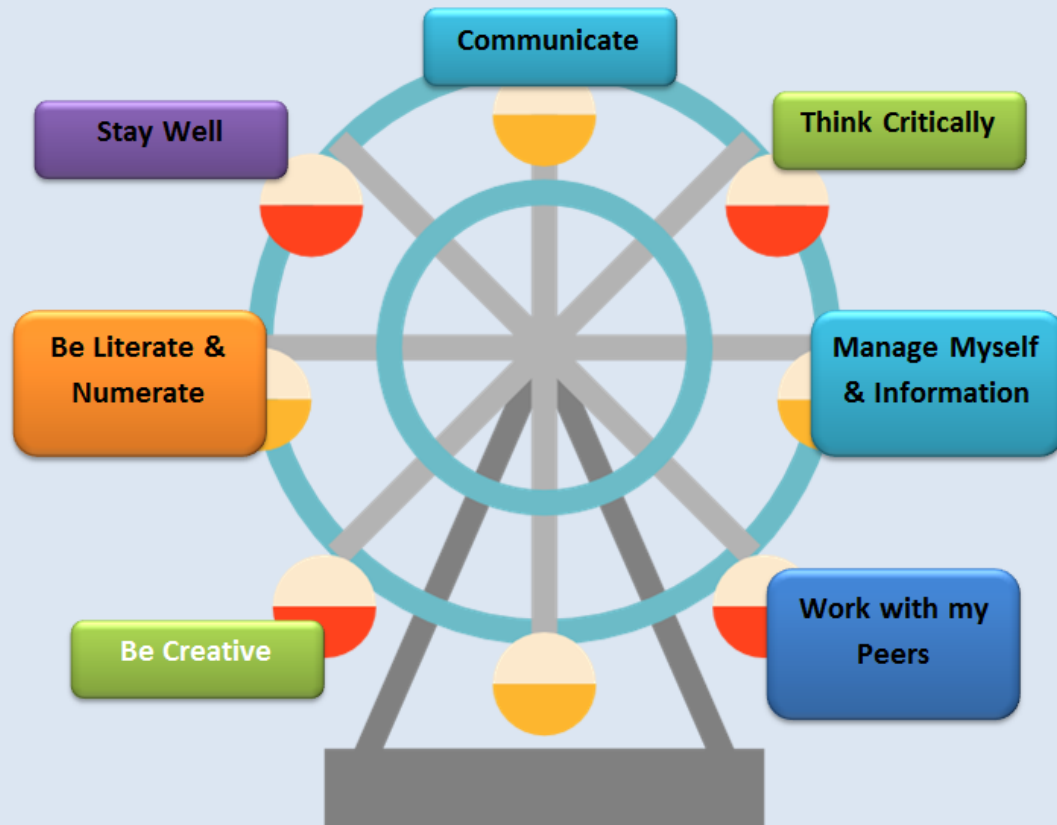 Communicate
Stay Well
Think Critically
Be Literate &
Numerate
Manage Myself
& Information
Be Creative
Work with my
Peers